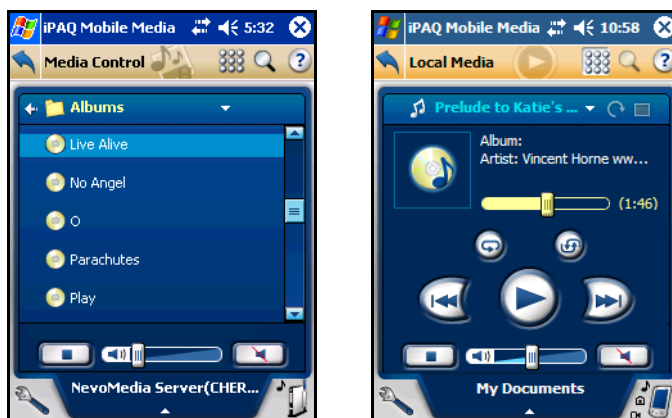 iPAQ Mobile Media 5:32
Media Control ?
Albums
Live Alive
No Angel
O
Parachutes
Play
NevoMedia Server(CHER...
iPAQ Mobile Media 10:58
Local Media ?
Prelude to Katie's ...
Album:
Artist: Vincent Horne ww...
(1:46)
My Documents